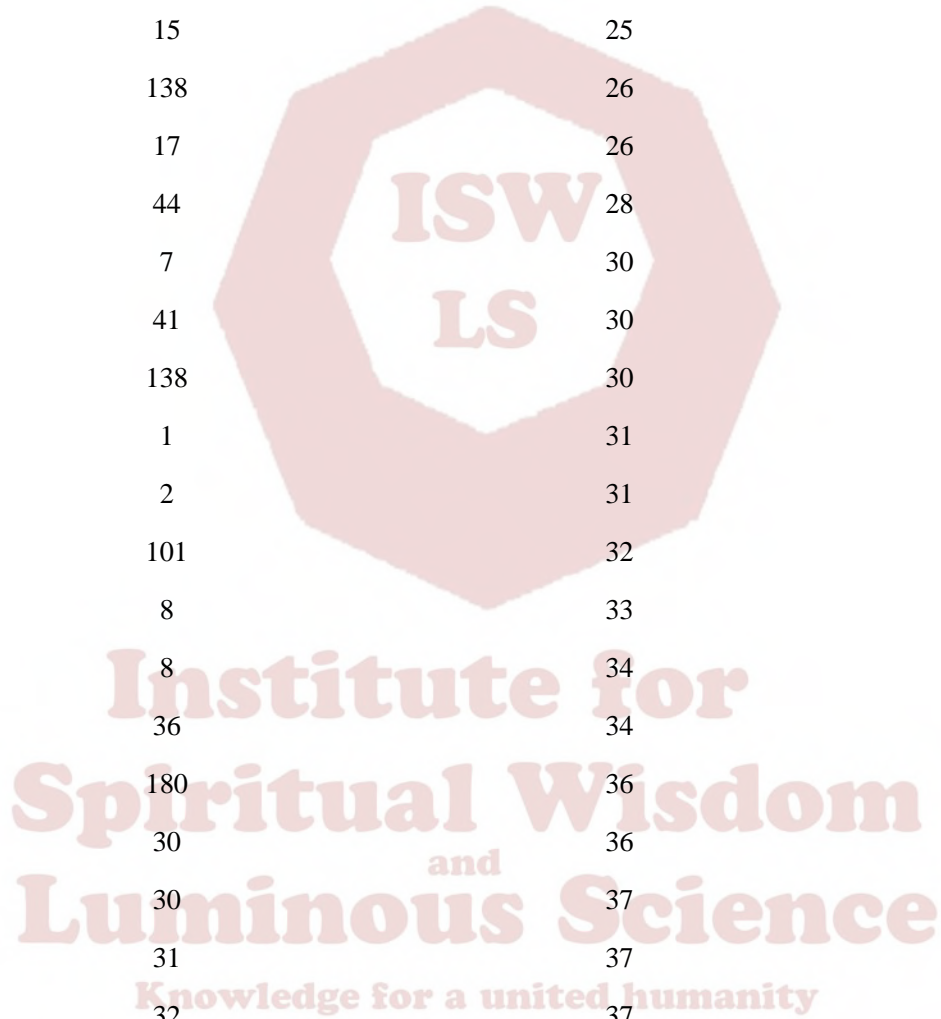 15 25
138 26
17 26
ISW
44 28
7 30
LS
41 30
138 30
1 31
2 31
101 32
8 33
Institute for
8 34
36 34
Spiritual Wisdom
180 36
30 36
and
Luminous Science
30 37
31 37
Knowledge for a united humanity
32 37